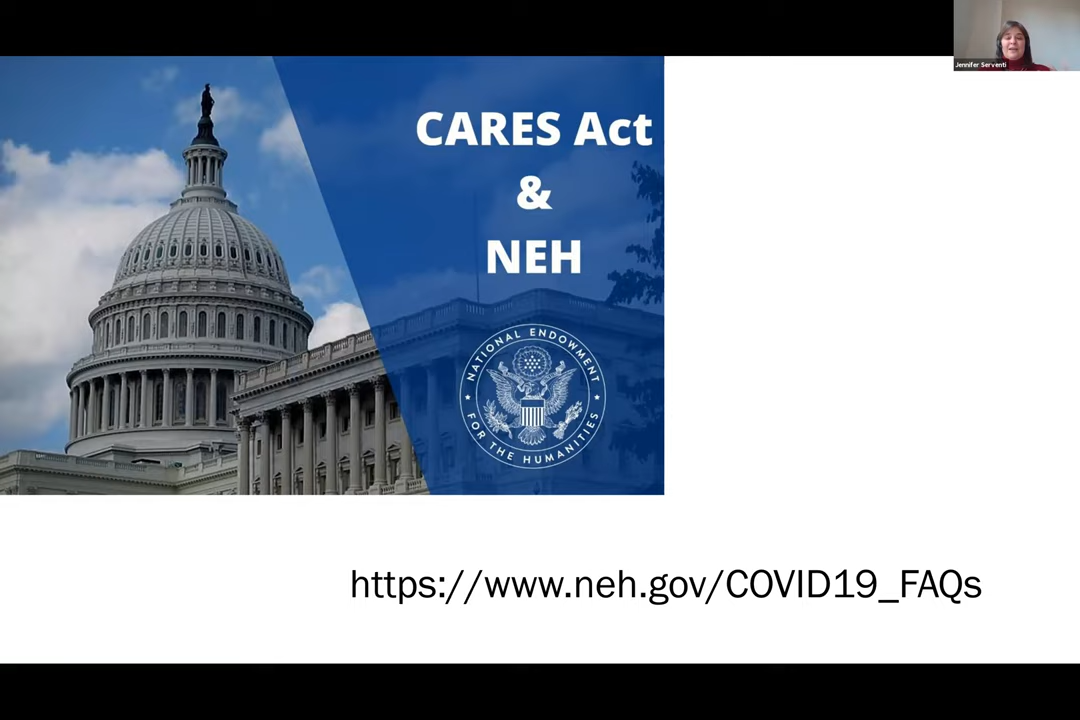 Jennifer Serventi
CARES Act
&
NEH
NATIONAL ENDOWMENT
FOR THE HUMANITIES
https://www.neh.gov/COVID19_FAQs